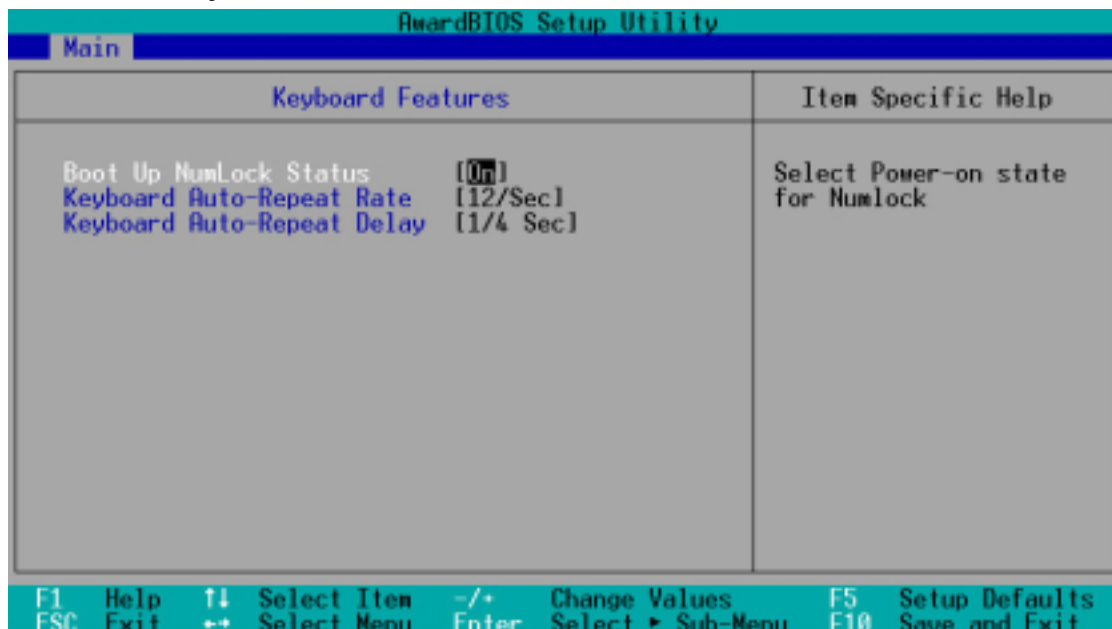 AwardBIOS Setup Utility
Main
Keyboard Features
Item Specific Help
Boot Up NumLock Status [On]
Keyboard Auto-Repeat Rate [12/Sec]
Keyboard Auto-Repeat Delay [1/4 Sec]
Select Power-on state
for Numlock
F1 Help ↑↓ Select Item -/+ Change Values F5 Setup Defaults
ESC Exit ←→ Select Menu Enter Select ► Sub-Menu F10 Save and Exit